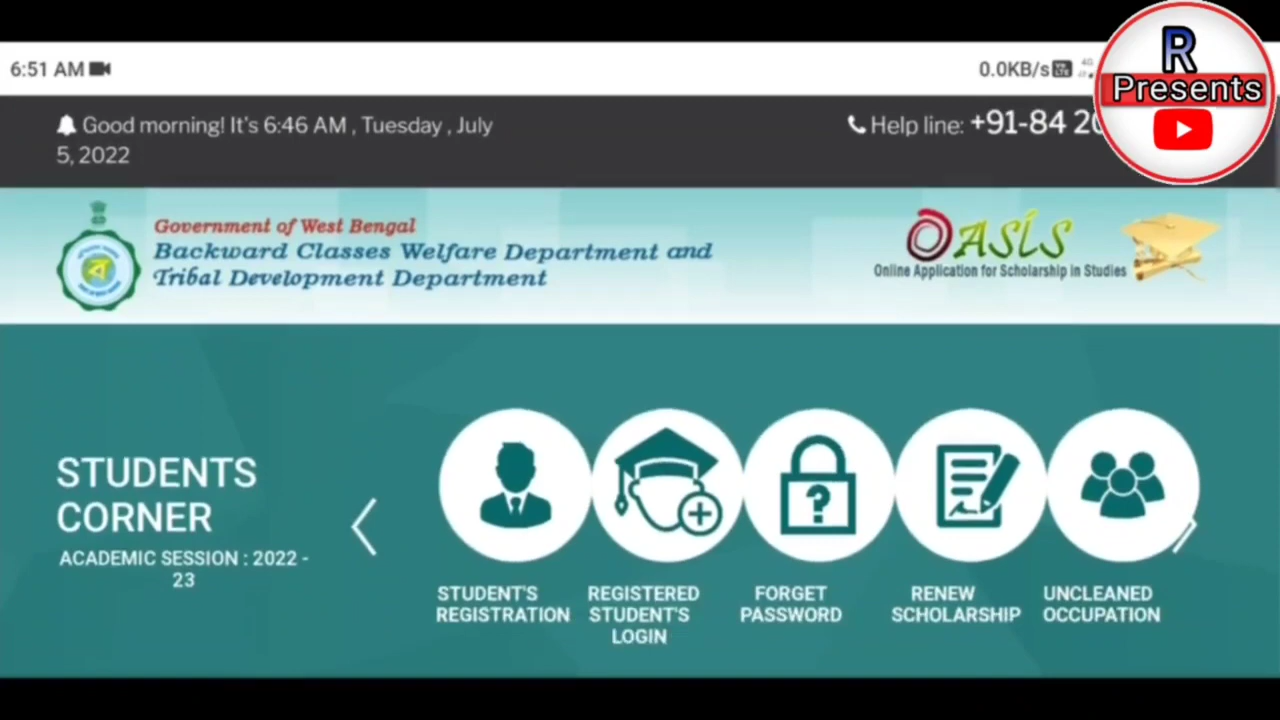 R
Presents
6:51 AM
0.0KB/s
4G
Good morning! It's 6:46 AM , Tuesday , July
5, 2022
Help line: +91-84 20
Government of West Bengal
Backward Classes Welfare Department and
Tribal Development Department
OASIS
Online Application for Scholarship in Studies
STUDENTS
CORNER
ACADEMIC SESSION : 2022 -
23
STUDENT'S
REGISTRATION
REGISTERED
STUDENT'S
LOGIN
FORGET
PASSWORD
RENEW
SCHOLARSHIP
UNCLEANED
OCCUPATION